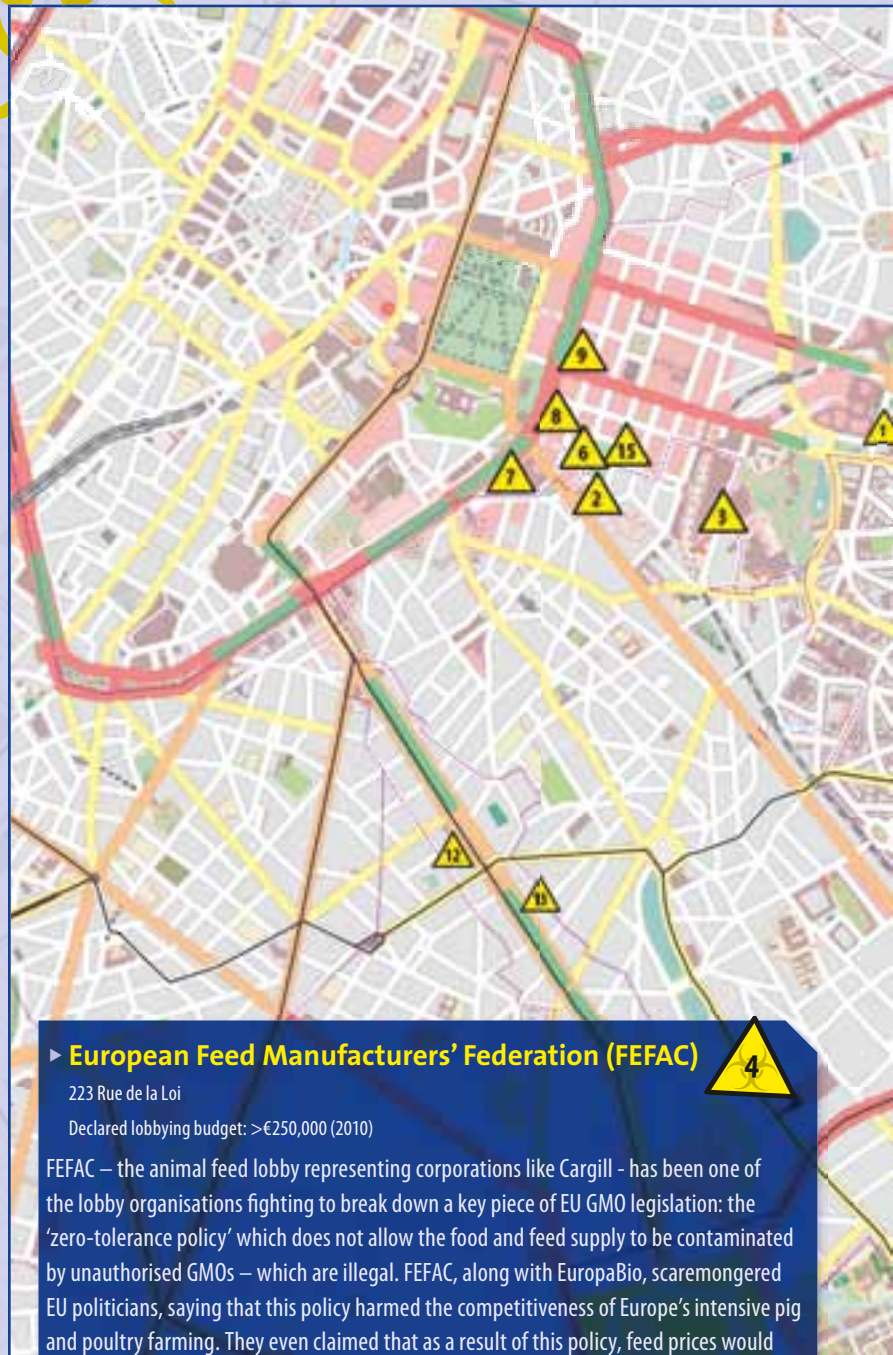 9
8
6
15
7
2
3
1
12
13
▸ European Feed Manufacturers’ Federation (FEFAC)
4
223 Rue de la Loi
Declared lobbying budget: >€250,000 (2010)
FEFAC – the animal feed lobby representing corporations like Cargill - has been one of
the lobby organisations fighting to break down a key piece of EU GMO legislation: the
‘zero-tolerance policy’ which does not allow the food and feed supply to be contaminated
by unauthorised GMOs – which are illegal. FEFAC, along with EuropaBio, scaremongered
EU politicians, saying that this policy harmed the competitiveness of Europe’s intensive pig
and poultry farming. They even claimed that as a result of this policy, feed prices would